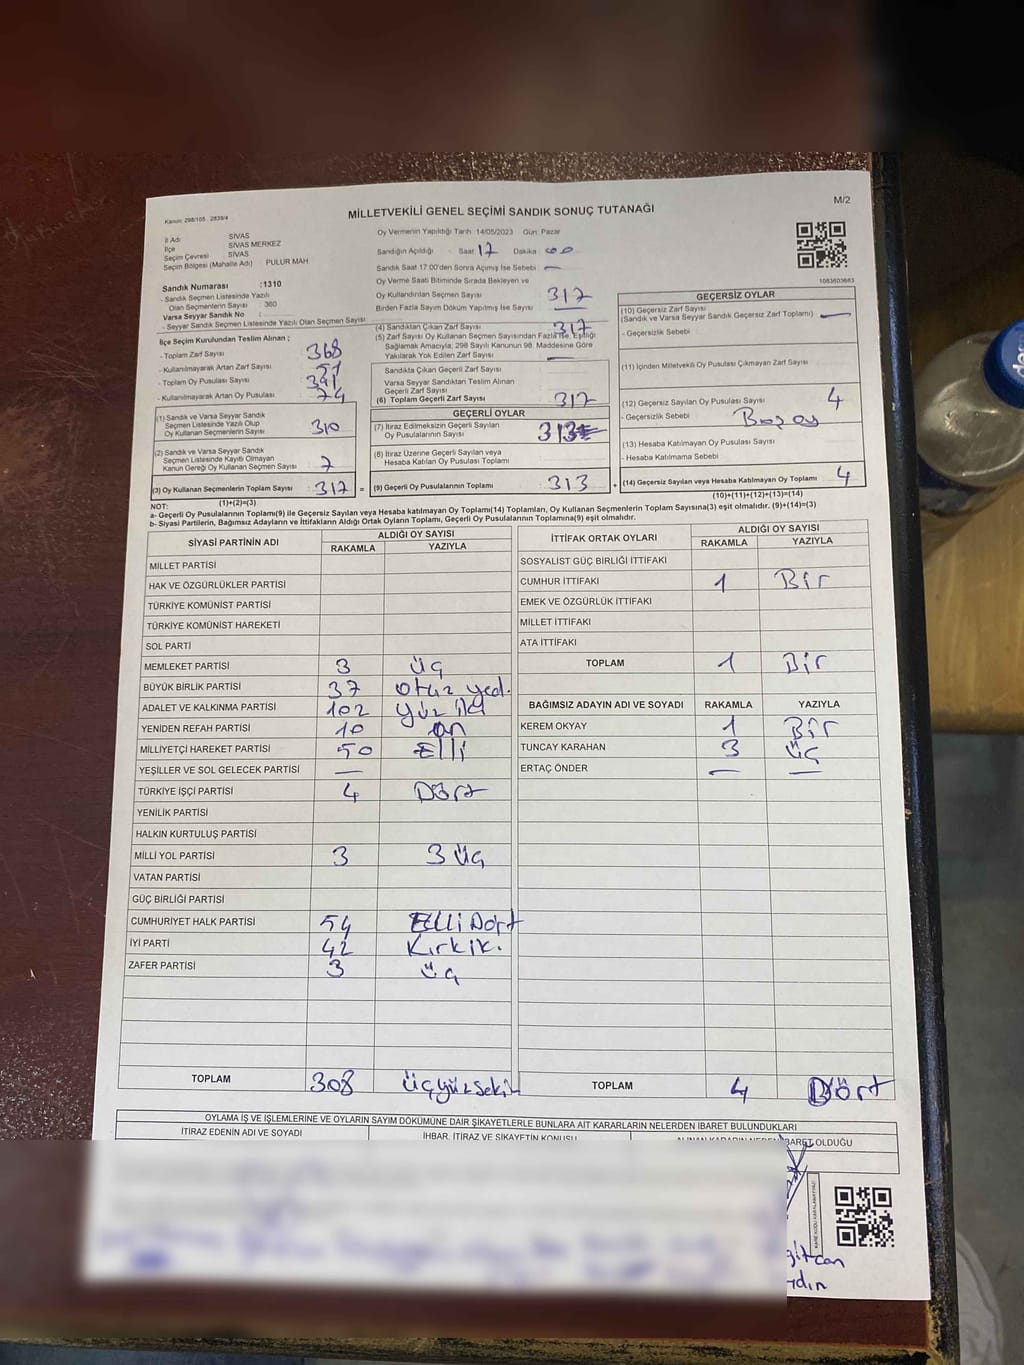 Kanun: 298/105 , 2839/4
M/2
MİLLETVEKİLİ GENEL SEÇİMİ SANDIK SONUÇ TUTANAĞI
İl Adı SİVAS
İlçe SİVAS MERKEZ
Seçim Çevresi SİVAS
Seçim Bölgesi (Mahalle Adı) PULUR MAH
Sandık Numarası :1310
- Sandık Seçmen Listesinde Yazılı
Olan Seçmenlerin Sayısı : 360
Varsa Seyyar Sandık No :
- Seyyar Sandık Seçmen Listesinde Yazılı Olan Seçmen Sayısı
İlçe Seçim Kurulundan Teslim Alınan ;
- Toplam Zarf Sayısı 368
- Kullanılmayarak Artan Zarf Sayısı 51
- Toplam Oy Pusulası Sayısı
- Kullanılmayarak Artan Oy Pusulası 74
(1) Sandık ve Varsa Seyyar Sandık
Seçmen Listesinde Yazılı Olup
Oy Kullanan Seçmenlerin Sayısı 310
(2) Sandık ve Varsa Seyyar Sandık
Seçmen Listesinde Kayıtlı Olmayan
Kanun Gereği Oy Kullanan Seçmen Sayısı 7
(3) Oy Kullanan Seçmenlerin Toplam Sayısı 317 =
(1)+(2)=(3)
Oy Vermenin Yapıldığı Tarih :14/05/2023 Gün: Pazar
Sandığın Açıldığı : Saat 17 Dakika : 00
Sandık Saat 17:00'den Sonra Açılmış İse Sebebi : —
Oy Verme Saati Bitiminde Sırada Bekleyen ve
Oy Kullandırılan Seçmen Sayısı 317
Birden Fazla Sayım Döküm Yapılmış İse Sayısı —
(4) Sandıktan Çıkan Zarf Sayısı 317
(5) Zarf Sayısı Oy Kullanan Seçmen Sayısından Fazla İse, Eşitliği
Sağlamak Amacıyla, 298 Sayılı Kanunun 98. Maddesine Göre
Yakılarak Yok Edilen Zarf Sayısı —
Sandıkta Çıkan Geçerli Zarf Sayısı
Varsa Seyyar Sandıktan Teslim Alınan
Geçerli Zarf Sayısı
(6) Toplam Geçerli Zarf Sayısı 317
GEÇERLİ OYLAR
(7) İtiraz Edilmeksizin Geçerli Sayılan
Oy Pusulalarının Sayısı 313
(8) İtiraz Üzerine Geçerli Sayılan veya
Hesaba Katılan Oy Pusulası Toplamı
(9) Geçerli Oy Pusulalarının Toplamı 313 +
1083603683
GEÇERSİZ OYLAR
(10) Geçersiz Zarf Sayısı
(Sandık ve Varsa Seyyar Sandık Geçersiz Zarf Toplamı) —
- Geçersizlik Sebebi
(11) İçinden Milletvekili Oy Pusulası Çıkmayan Zarf Sayısı
(12) Geçersiz Sayılan Oy Pusulası Sayısı 4
- Geçersizlik Sebebi Boş oy
(13) Hesaba Katılmayan Oy Pusulası Sayısı
- Hesaba Katılmama Sebebi
(14) Geçersiz Sayılan veya Hesaba Katılmayan Oy Toplamı 4
(10)+(11)+(12)+(13)=(14)
NOT:
a- Geçerli Oy Pusulalarının Toplamı(9) ile Geçersiz Sayılan veya Hesaba katılmayan Oy Toplamı(14) Toplamları, Oy Kullanan Seçmenlerin Toplam Sayısına(3) eşit olmalıdır. (9)+(14)=(3)
b- Siyasi Partilerin, Bağımsız Adayların ve İttifakların Aldığı Ortak Oyların Toplamı, Geçerli Oy Pusulalarının Toplamına(9) eşit olmalıdır.
SİYASİ PARTİNİN ADI ALDIĞI OY SAYISI
RAKAMLA YAZIYLA
MİLLET PARTİSİ
HAK VE ÖZGÜRLÜKLER PARTİSİ
TÜRKİYE KOMÜNİST PARTİSİ
TÜRKİYE KOMÜNİST HAREKETİ
SOL PARTİ
MEMLEKET PARTİSİ 3 üç
BÜYÜK BİRLİK PARTİSİ 37 otuz yed.
ADALET VE KALKINMA PARTİSİ 102 yüz iki
YENİDEN REFAH PARTİSİ 10 on
MİLLİYETÇİ HAREKET PARTİSİ 50 Elli
YEŞİLLER VE SOL GELECEK PARTİSİ —
TÜRKİYE İŞÇİ PARTİSİ 4 Dört
YENİLİK PARTİSİ
HALKIN KURTULUŞ PARTİSİ
MİLLİ YOL PARTİSİ 3 3 üç
VATAN PARTİSİ
GÜÇ BİRLİĞİ PARTİSİ
CUMHURİYET HALK PARTİSİ 54 Elli Dört
İYİ PARTİ 42 Kırkik.
ZAFER PARTİSİ 3 üç
TOPLAM 308 üçyüzseki
İTTİFAK ORTAK OYLARI ALDIĞI OY SAYISI
RAKAMLA YAZIYLA
SOSYALİST GÜÇ BİRLİĞİ İTTİFAKI
CUMHUR İTTİFAKI 1 Bir
EMEK VE ÖZGÜRLÜK İTTİFAKI
MİLLET İTTİFAKI
ATA İTTİFAKI
TOPLAM 1 Bir
BAĞIMSIZ ADAYIN ADI VE SOYADI RAKAMLA YAZIYLA
KEREM OKYAY 1 Bir
TUNCAY KARAHAN 3 üç
ERTAÇ ÖNDER — —
TOPLAM 4 Dört
OYLAMA İŞ VE İŞLEMLERİNE VE OYLARIN SAYIM DÖKÜMÜNE DAİR ŞİKAYETLERLE BUNLARA AİT KARARLARIN NELERDEN İBARET BULUNDUKLARI
İTİRAZ EDENİN ADI VE SOYADI İHBAR, İTİRAZ VE ŞİKAYETİN KONUSU ALINAN KARARIN NEDEN İBARET OLDUĞU